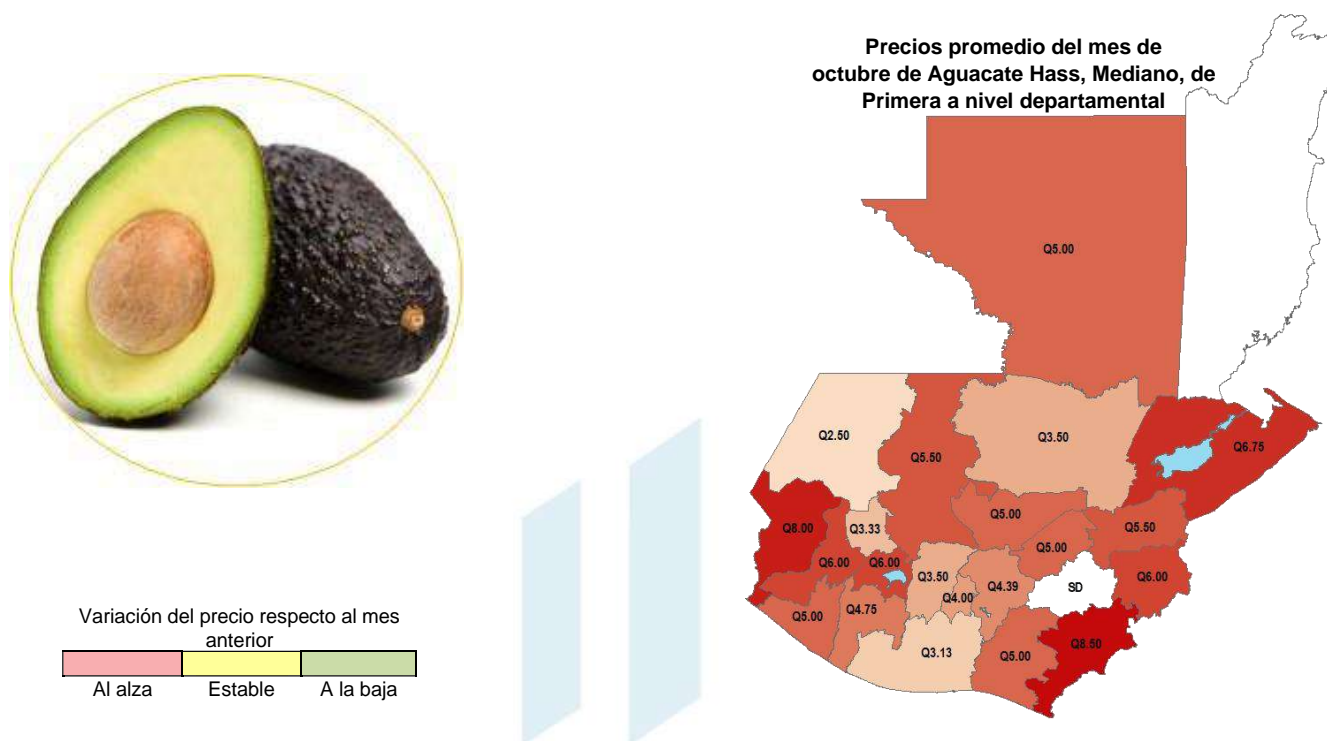 Precios promedio del mes de
octubre de Aguacate Hass, Mediano, de
Primera a nivel departamental
Q5.00
Q2.50
Q5.50
Q3.50
Q6.75
Q8.00
Q3.33
Q5.00
Q5.50
Q6.00
Q6.00
Q3.50
Q4.00
Q4.39
Q5.00
SD
Q6.00
Q5.00
Q4.75
Q3.13
Q5.00
Q8.50
Variación del precio respecto al mes
anterior
Al alza
Estable
A la baja